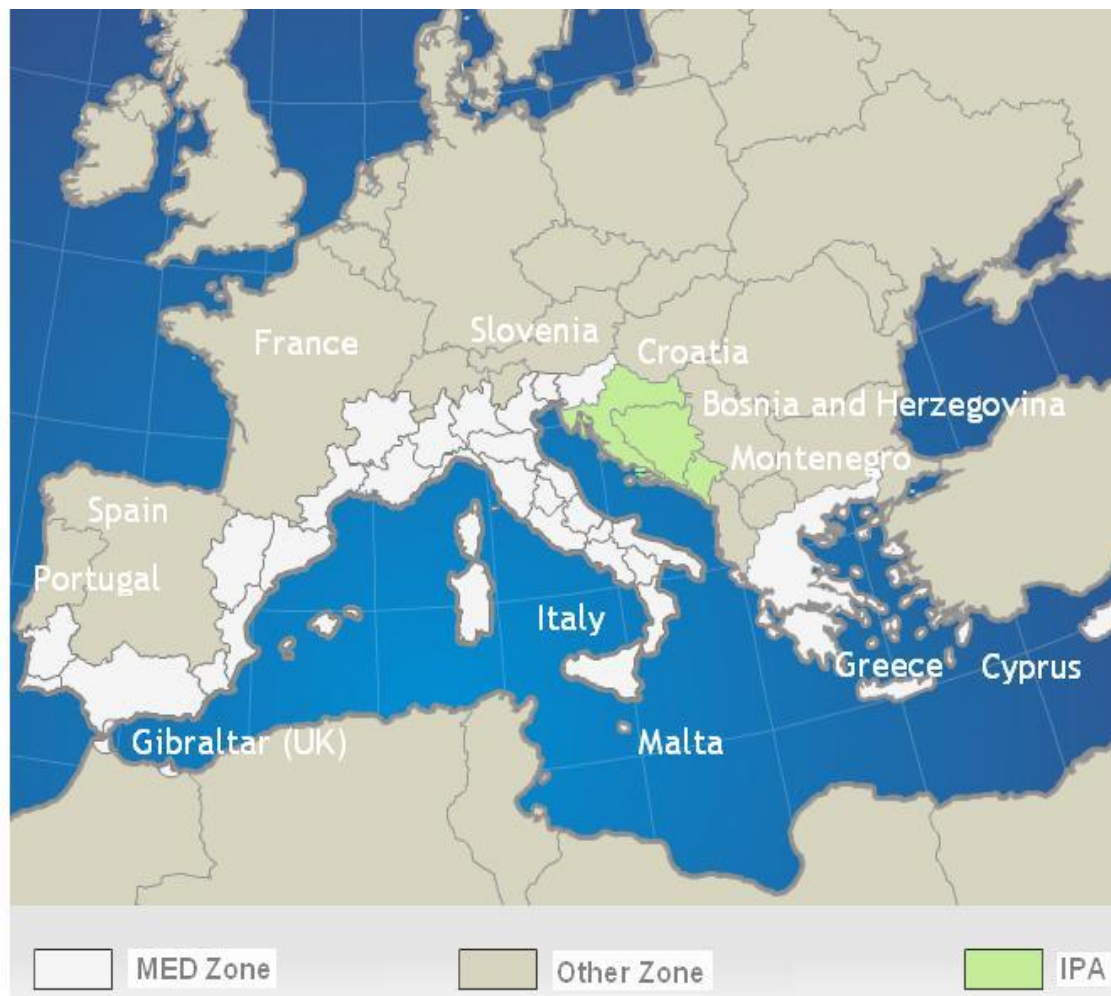 Slovenia
France
Croatia
Bosnia and Herzegovina
Montenegro
Spain
Portugal
Italy
Greece
Cyprus
Gibraltar (UK)
Malta
MED Zone
Other Zone
IPA